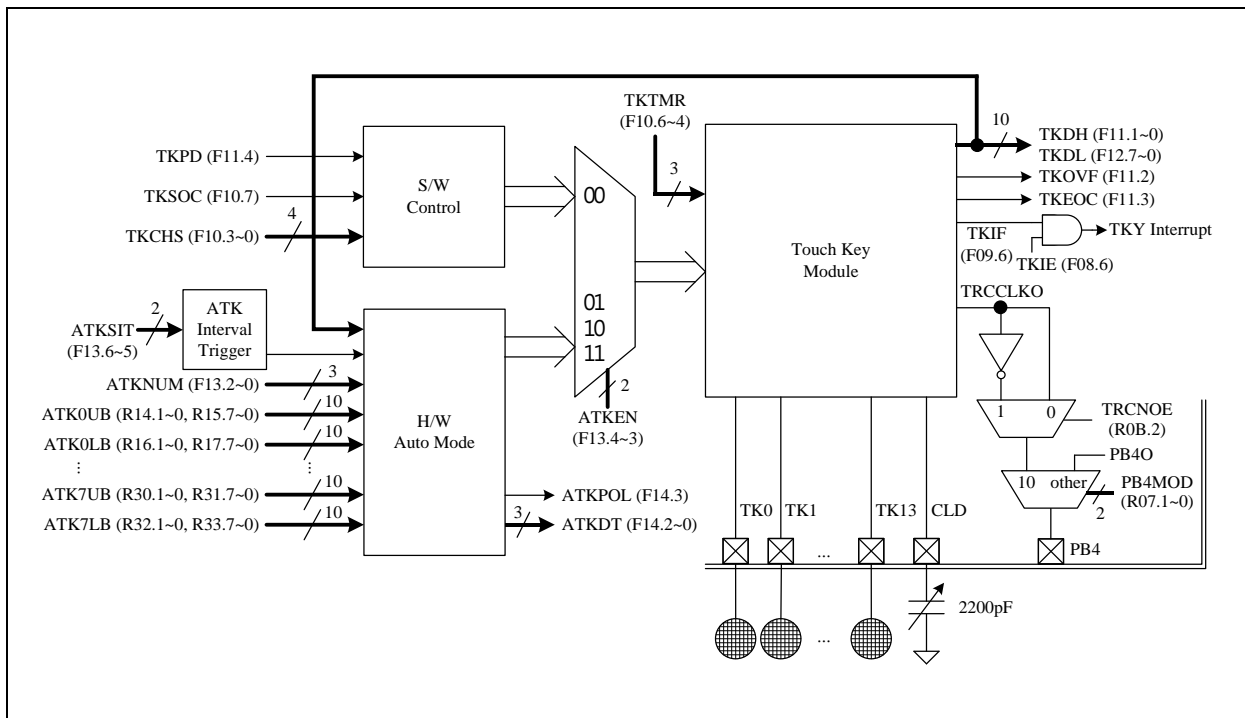 TKTMR
(F10.6~4)
3
10
TKDH (F11.1~0)
TKDL (F12.7~0)
TKPD (F11.4)
TKOVF (F11.2)
TKSOC (F10.7)
S/W
Control
00
TKEOC (F11.3)
4
TKCHS (F10.3~0)
Touch Key
Module
TKIF
(F09.6)
TKY Interrupt
TKIE (F08.6)
TRCCLKO
2
ATKSIT
(F13.6~5)
ATK
Interval
Trigger
01
10
11
3
ATKNUM (F13.2~0)
2
10
ATK0UB (R14.1~0, R15.7~0)
ATKEN
(F13.4~3)
1
0
TRCNOE
(R0B.2)
10
ATK0LB (R16.1~0, R17.7~0)
H/W
Auto Mode
PB4O
⋮
...
10
ATK7UB (R30.1~0, R31.7~0)
ATKPOL (F14.3)
10 other
PB4MOD
(R07.1~0)
2
10
ATK7LB (R32.1~0, R33.7~0)
3
ATKDT (F14.2~0)
TK0
TK1
TK13
CLD
...
PB4
2200pF
...